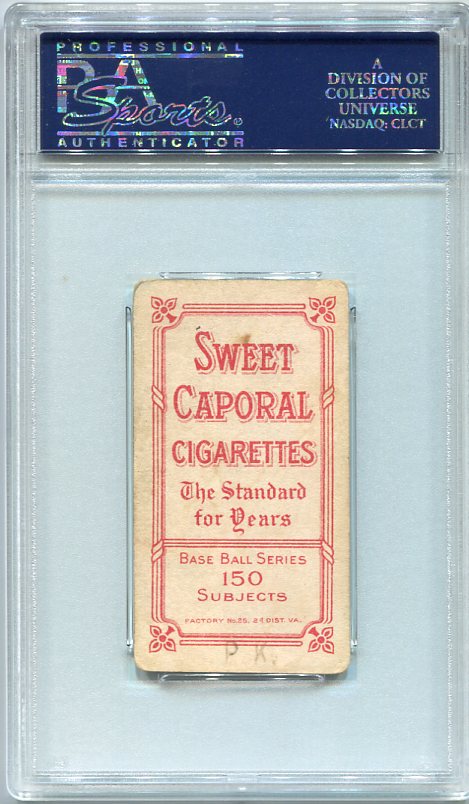 PROFESSIONAL
PSA
Sports.
AUTHENTICATOR
A
DIVISION OF
COLLECTORS
UNIVERSE
NASDAQ: CLCT
SWEET
CAPORAL
CIGARETTES
The Standard
for Years
BASE BALL SERIES
150
SUBJECTS
FACTORY No. 25. 2d DIST. VA.
P K.